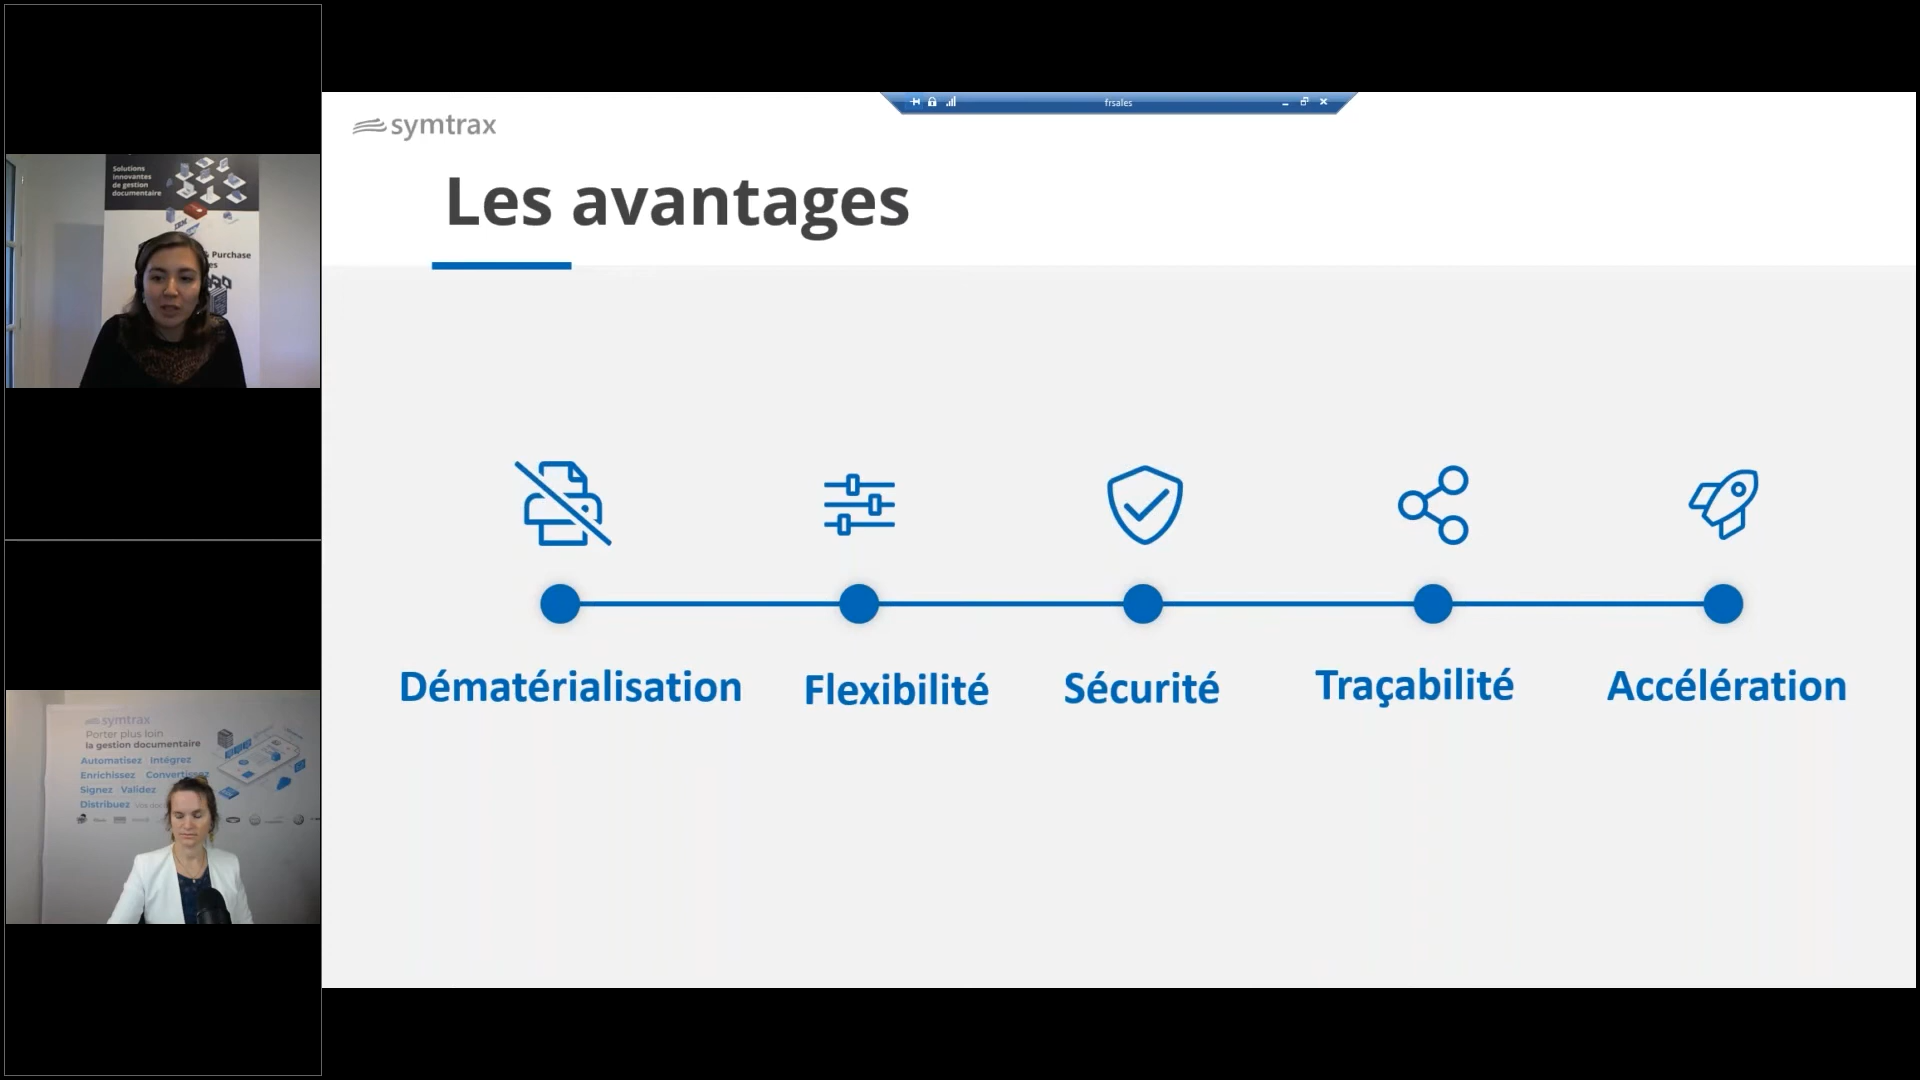 Solutions
innovantes
de gestion
documentaire
& Purchase
symtrax
Porter plus loin
la gestion documentaire
Automatisez Intégrez
Enrichissez Convertissez
Signez Validez
Distribuez
frsales
symtrax
Les avantages
Dématérialisation
Flexibilité
Sécurité
Traçabilité
Accélération